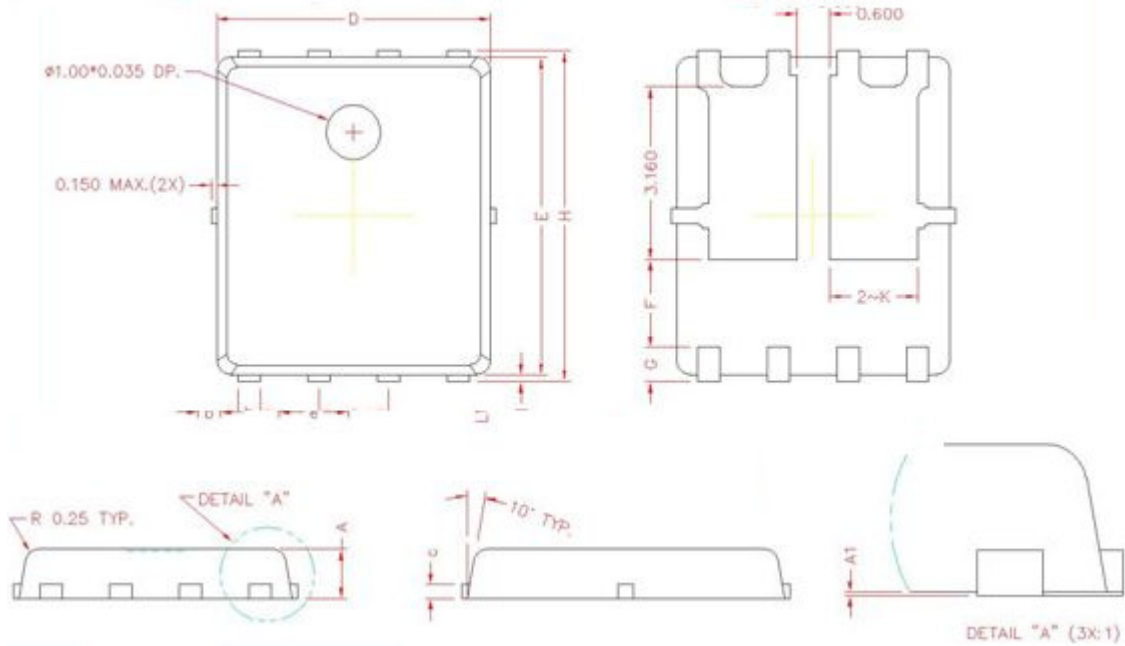 D
0.600
ø1.00*0.035 DP.
0.150 MAX.(2X)
E
H
3.160
F
2~K
G
b
e
L1
DETAIL "A"
R 0.25 TYP.
A
10° TYP.
c
A1
DETAIL "A" (3X:1)